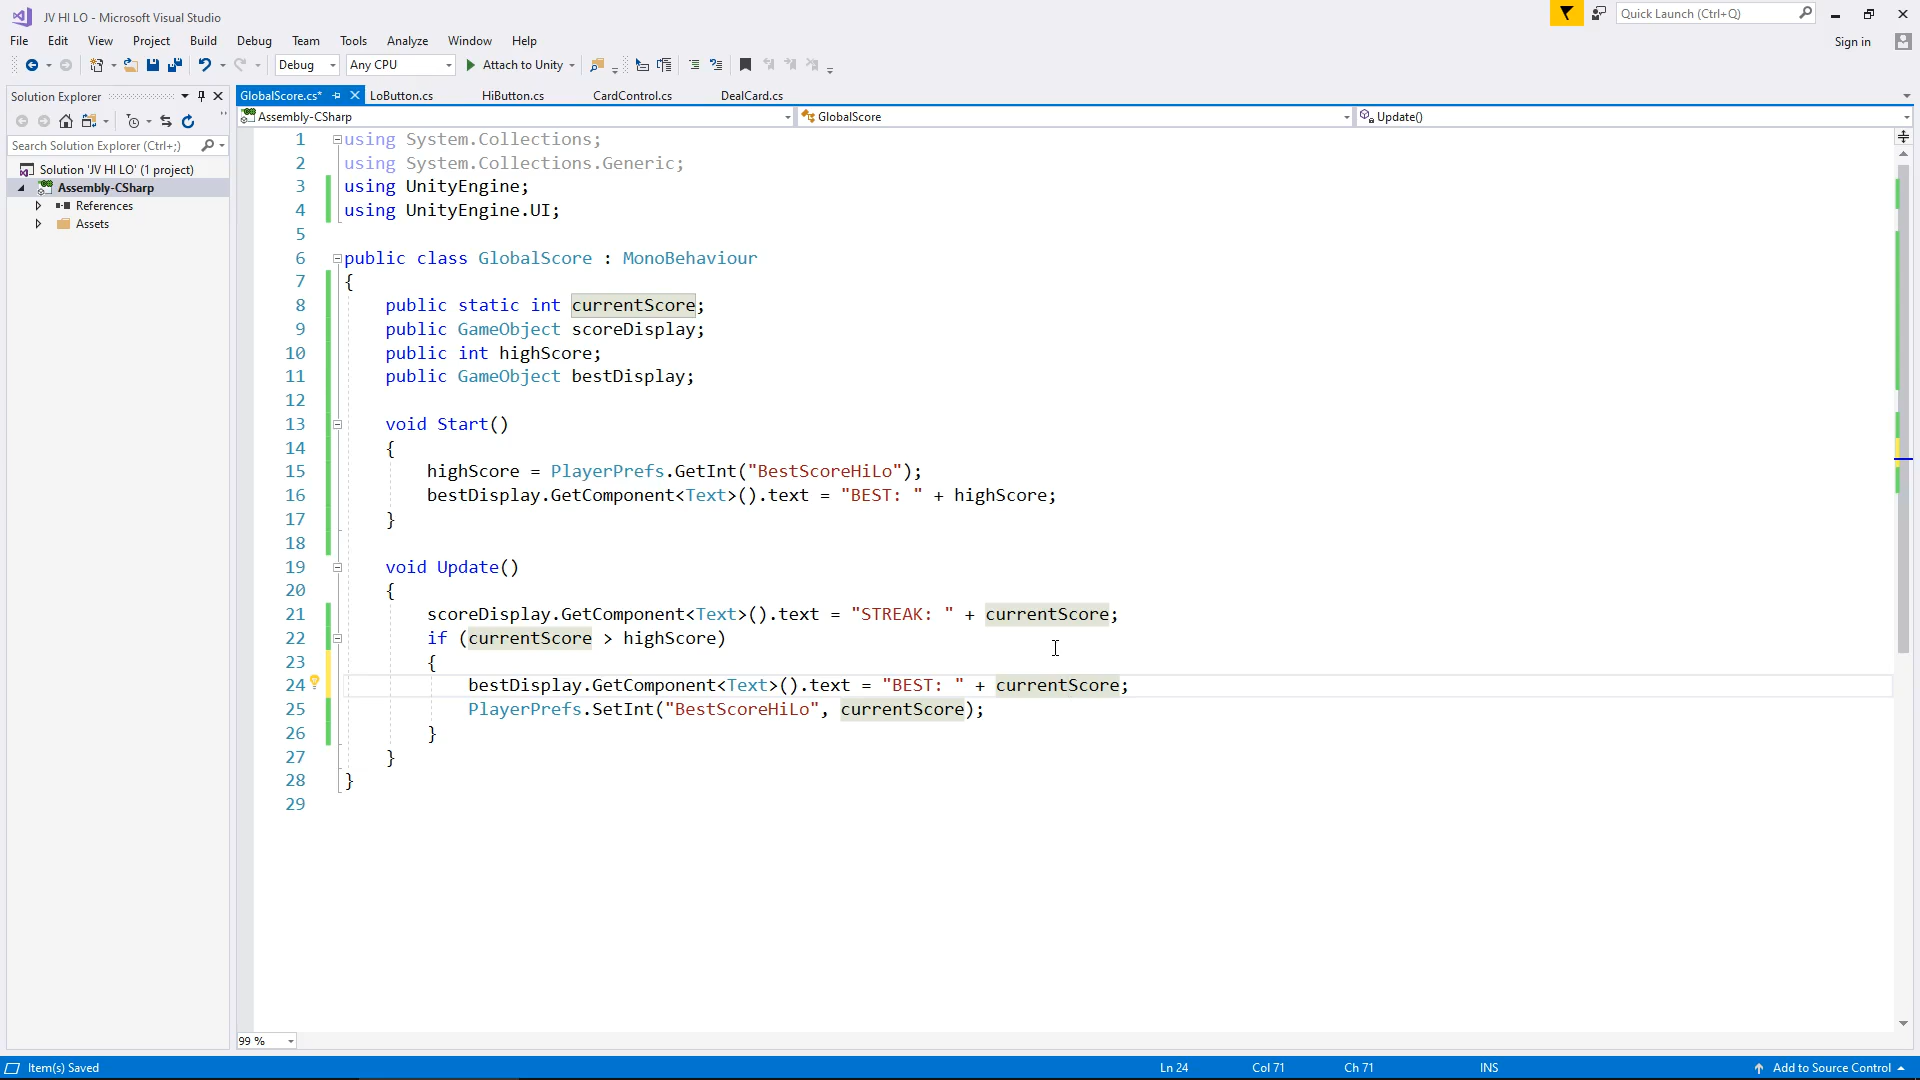 JV HI LO - Microsoft Visual Studio
Quick Launch (Ctrl+Q)
File Edit View Project Build Debug Team Tools Analyze Window Help
Sign in
Debug Any CPU Attach to Unity
Solution Explorer
GlobalScore.cs* LoButton.cs HiButton.cs CardControl.cs DealCard.cs
Assembly-CSharp GlobalScore Update()
Search Solution Explorer (Ctrl+;)
Solution 'JV HI LO' (1 project)
Assembly-CSharp
References
Assets
1 using System.Collections;
2 using System.Collections.Generic;
3 using UnityEngine;
4 using UnityEngine.UI;
5
6 public class GlobalScore : MonoBehaviour
7 {
8 public static int currentScore;
9 public GameObject scoreDisplay;
10 public int highScore;
11 public GameObject bestDisplay;
12
13 void Start()
14 {
15 highScore = PlayerPrefs.GetInt("BestScoreHiLo");
16 bestDisplay.GetComponent<Text>().text = "BEST: " + highScore;
17 }
18
19 void Update()
20 {
21 scoreDisplay.GetComponent<Text>().text = "STREAK: " + currentScore;
22 if (currentScore > highScore)
23 {
24 bestDisplay.GetComponent<Text>().text = "BEST: " + currentScore;
25 PlayerPrefs.SetInt("BestScoreHiLo", currentScore);
26 }
27 }
28 }
29
99 %
Item(s) Saved Ln 24 Col 71 Ch 71 INS Add to Source Control